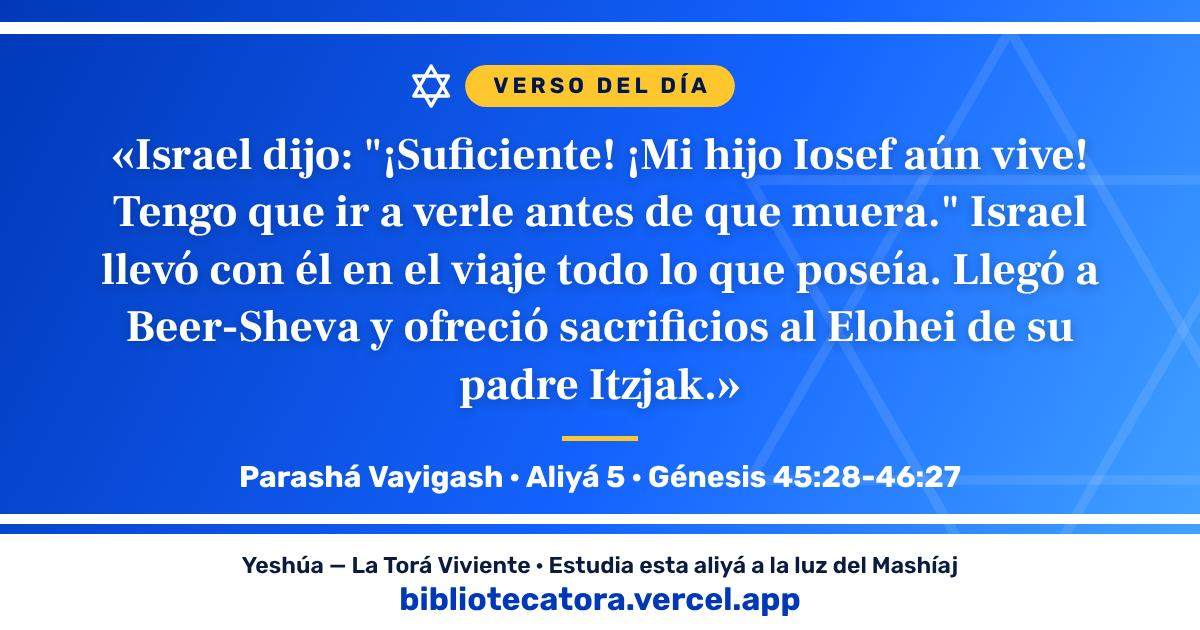 VERSO DEL DÍA
«Israel dijo: "¡Suficiente! ¡Mi hijo Iosef aún vive!
Tengo que ir a verle antes de que muera." Israel
llevó con él en el viaje todo lo que poseía. Llegó a
Beer-Sheva y ofreció sacrificios al Elohei de su
padre Itzjak.»
Parashá Vayigash • Aliyá 5 • Génesis 45:28-46:27
Yeshúa — La Torá Viviente • Estudia esta aliyá a la luz del Mashíaj
bibliotecatora.vercel.app